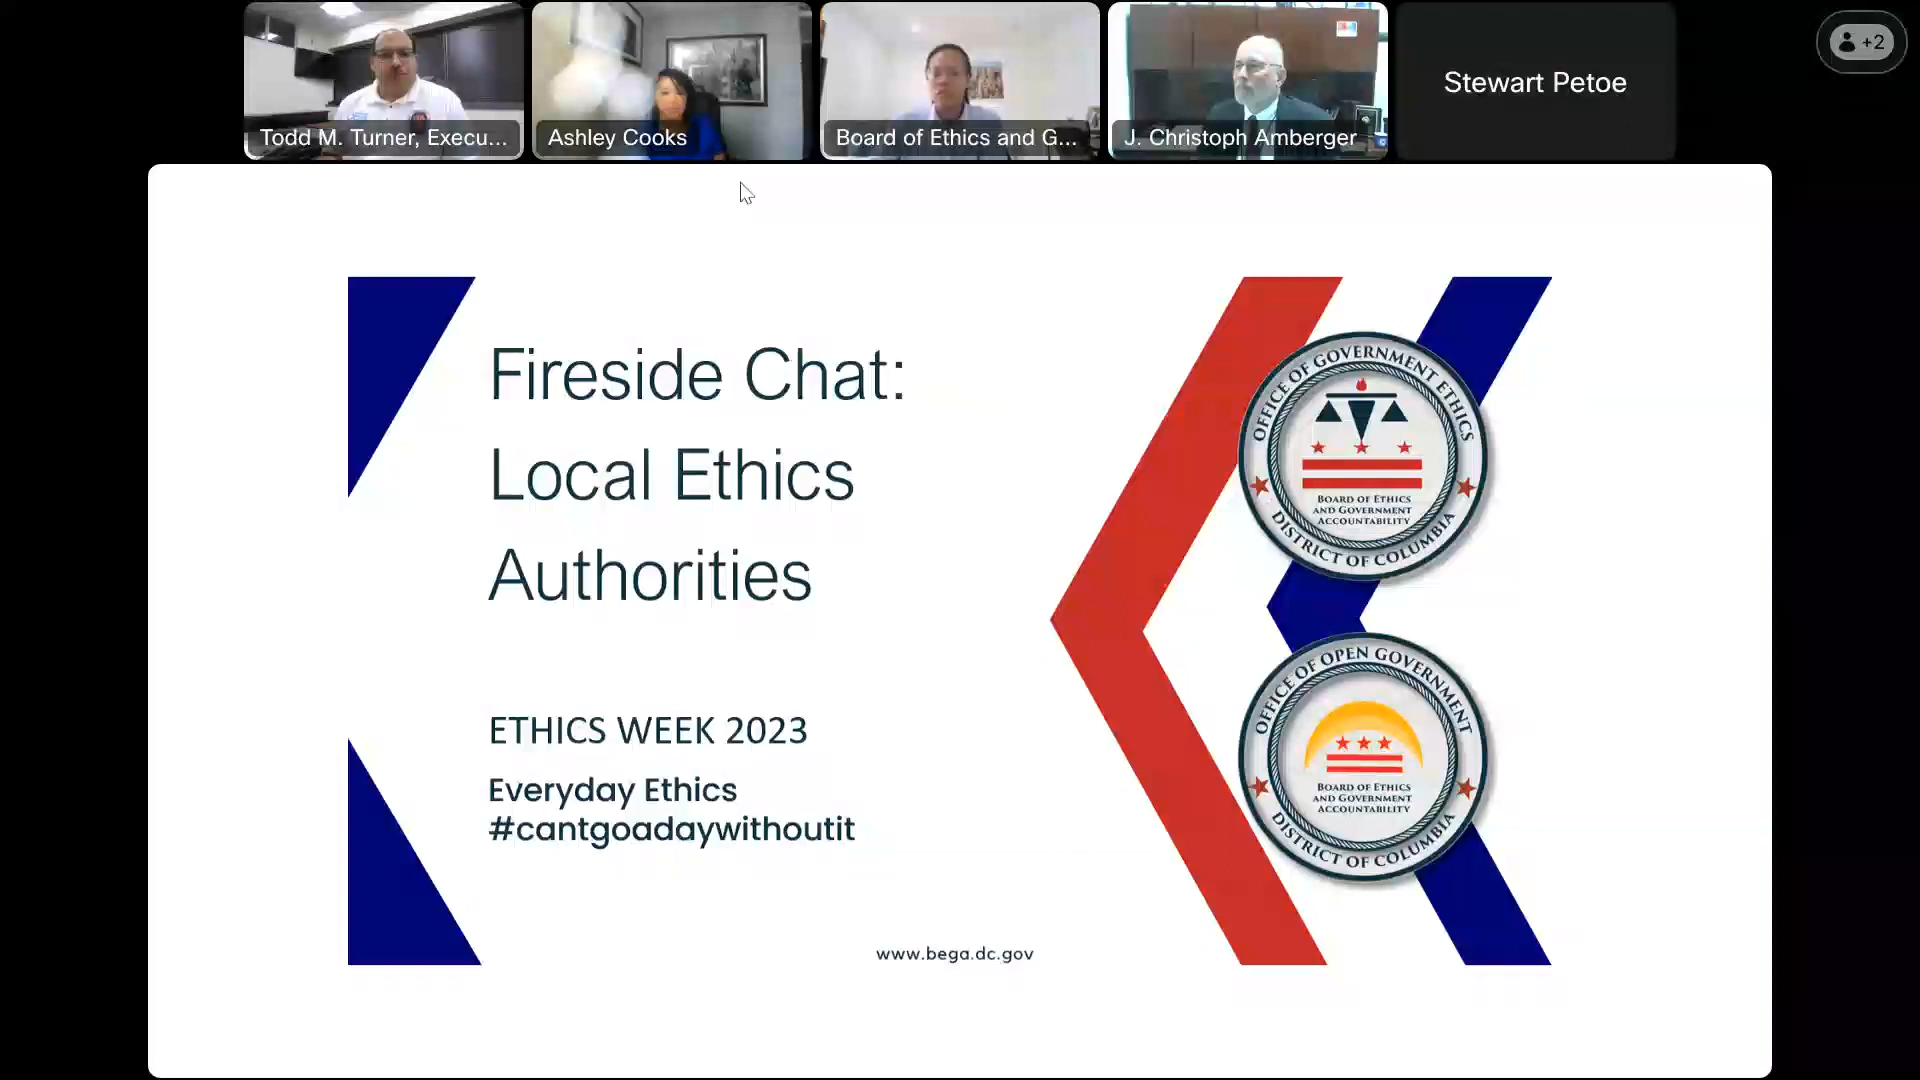 Todd M. Turner, Execu...
Ashley Cooks
Board of Ethics and G...
J. Christoph Amberger
Stewart Petoe
+2
Fireside Chat:
Local Ethics
Authorities
ETHICS WEEK 2023
Everyday Ethics
#cantgoadaywithoutit
www.bega.dc.gov
OFFICE OF GOVERNMENT ETHICS
BOARD OF ETHICS
AND GOVERNMENT
ACCOUNTABILITY
DISTRICT OF COLUMBIA
OFFICE OF OPEN GOVERNMENT
BOARD OF ETHICS
AND GOVERNMENT
ACCOUNTABILITY
DISTRICT OF COLUMBIA